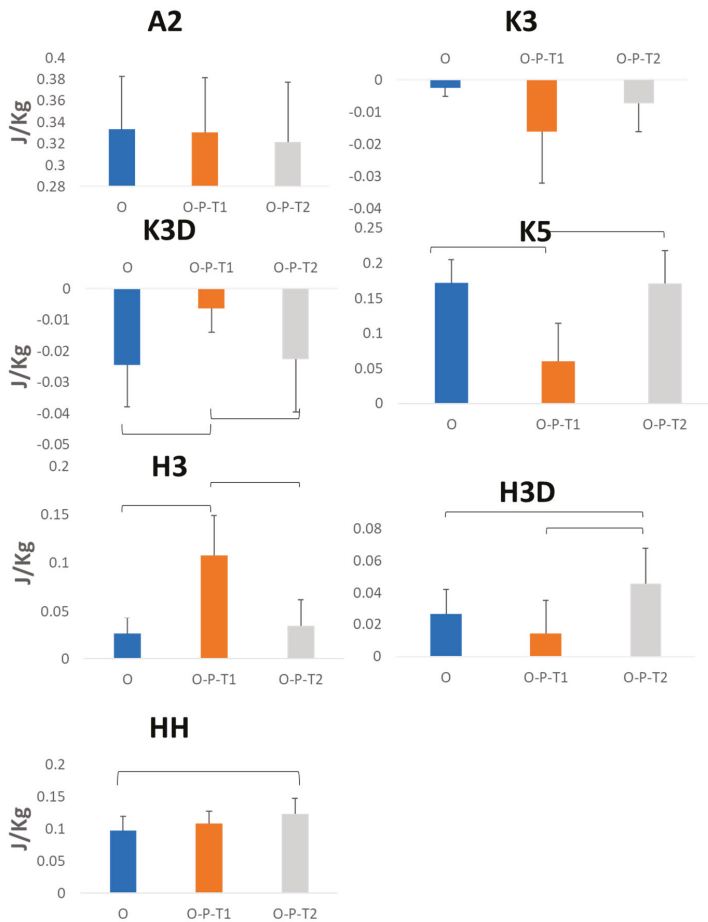 A2
J/Kg
0.4
0.38
0.36
0.34
0.32
0.3
0.28
O O-P-T1 O-P-T2
K3
O O-P-T1 O-P-T2
0
-0.01
-0.02
-0.03
-0.04
K3D
J/Kg
O O-P-T1 O-P-T2
0
-0.01
-0.02
-0.03
-0.04
-0.05
K5
0.25
0.2
0.15
0.1
0.05
0
O O-P-T1 O-P-T2
H3
J/Kg
0.2
0.15
0.1
0.05
0
O O-P-T1 O-P-T2
H3D
0.08
0.06
0.04
0.02
0
O O-P-T1 O-P-T2
HH
J/Kg
0.2
0.15
0.1
0.05
0
O O-P-T1 O-P-T2